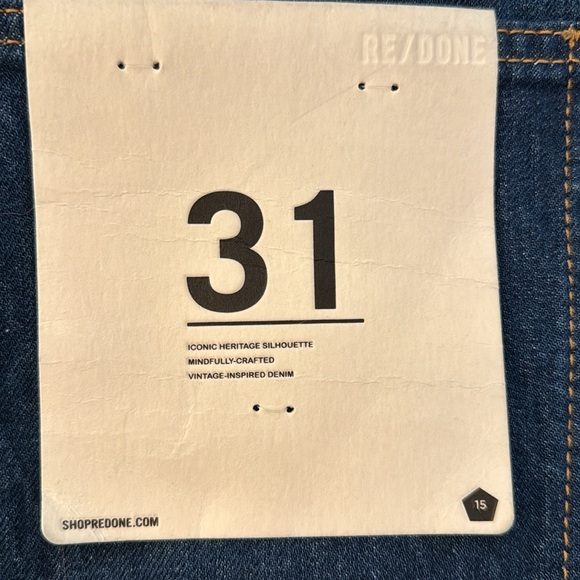 RE/DONE
31
ICONIC HERITAGE SILHOUETTE
MINDFULLY-CRAFTED
VINTAGE-INSPIRED DENIM
15
SHOPREDONE.COM